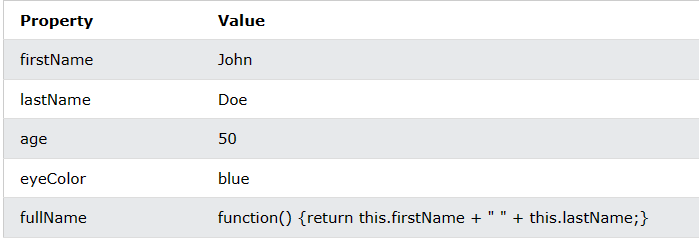 Property Value
firstName John
lastName Doe
age 50
eyeColor blue
fullName function() {return this.firstName + " " + this.lastName;}